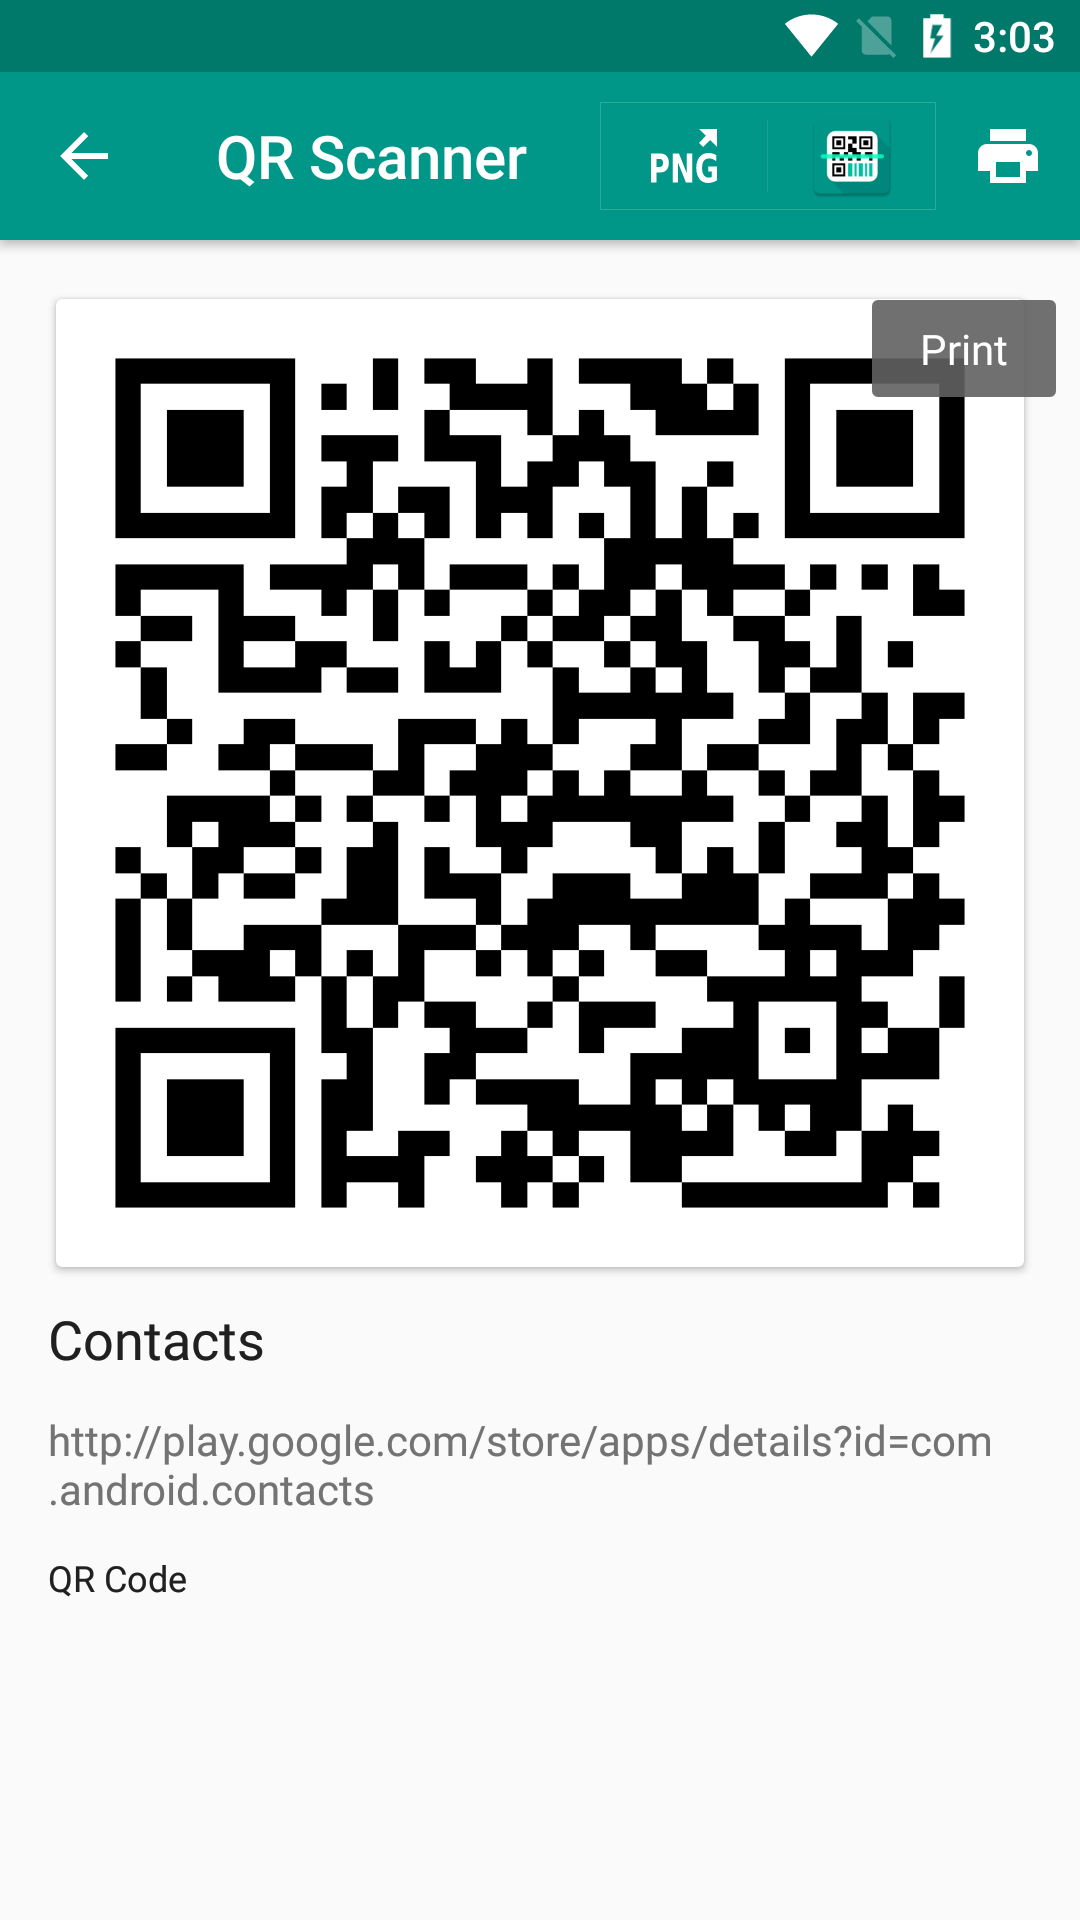 3:03
QR Scanner
PNG
Print
Contacts
http://play.google.com/store/apps/details?id=com
.android.contacts
QR Code